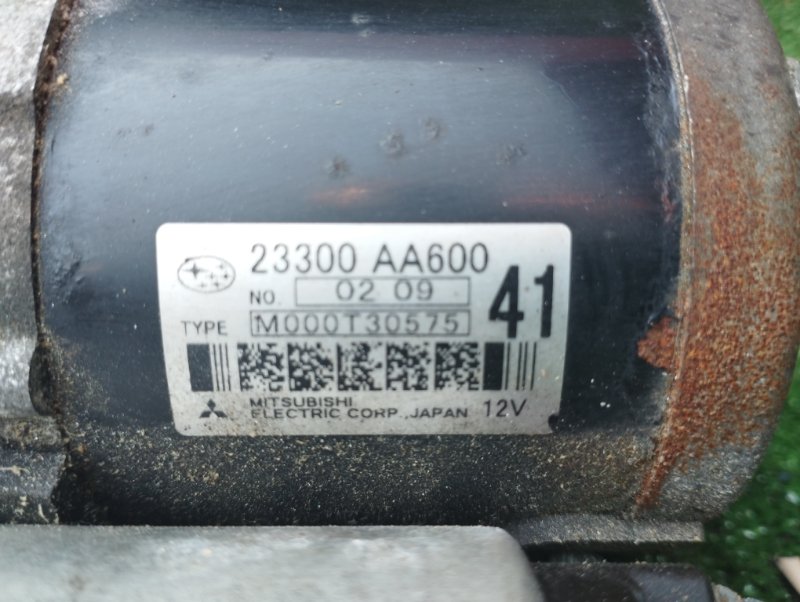 23300 AA600
NO. 02 09
41
TYPE M000T30575
MITSUBISHI
ELECTRIC CORP., JAPAN 12V